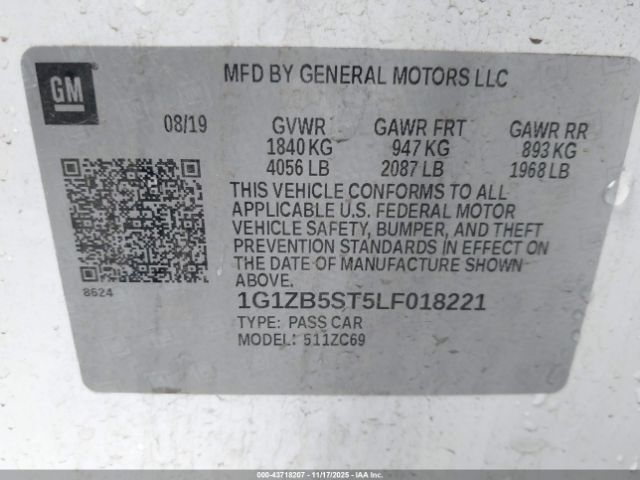 GM
MFD BY GENERAL MOTORS LLC
08/19
GVWR GAWR FRT GAWR RR
1840 KG 947 KG 893 KG
4056 LB 2087 LB 1968 LB
THIS VEHICLE CONFORMS TO ALL
APPLICABLE U.S. FEDERAL MOTOR
VEHICLE SAFETY, BUMPER, AND THEFT
PREVENTION STANDARDS IN EFFECT ON
THE DATE OF MANUFACTURE SHOWN
ABOVE.
8624
1G1ZB5ST5LF018221
TYPE: PASS CAR
MODEL: 511ZC69
000-43718207 - 11/17/2025 - IAAI.COM